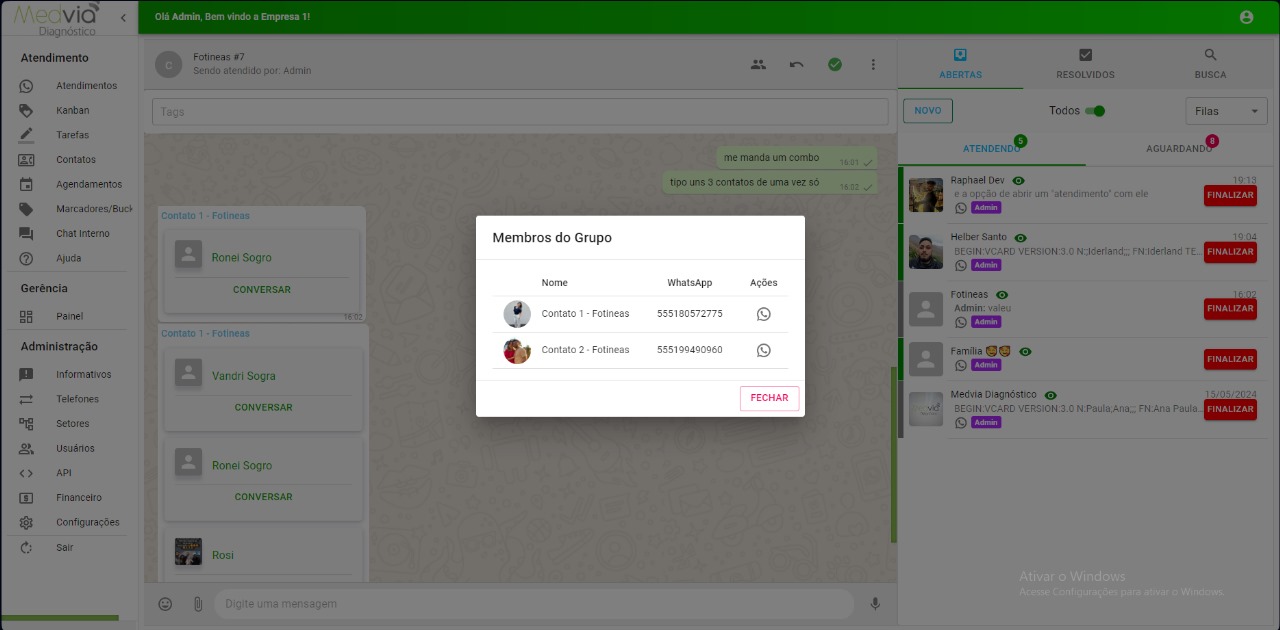 Medvia
Diagnóstico
Olá Admin, Bem vindo a Empresa 1!
Atendimento
Atendimentos
Kanban
Tarefas
Contatos
Agendamentos
Marcadores/Buck
Chat Interno
Ajuda
Gerência
Painel
Administração
Informativos
Telefones
Setores
Usuários
API
Financeiro
Configurações
Sair
C
Fotineas #7
Sendo atendido por: Admin
Tags
me manda um combo 16:01
tipo uns 3 contatos de uma vez só 16:02
Contato 1 - Fotineas
Ronei Sogro
CONVERSAR
16:02
Contato 1 - Fotineas
Vandri Sogra
CONVERSAR
Ronei Sogro
CONVERSAR
Rosi
Digite uma mensagem
Membros do Grupo
Nome WhatsApp Ações
Contato 1 - Fotineas 555180572775
Contato 2 - Fotineas 555199490960
FECHAR
ABERTAS RESOLVIDOS BUSCA
NOVO Todos Filas
ATENDENDO 5 AGUARDANDO 8
Raphael Dev 19:13
e a opção de abrir um "atendimento" com ele
Admin
FINALIZAR
Helber Santo 19:04
BEGIN:VCARD VERSION:3.0 N:;Iderland;;; FN:Iderland TE...
Admin
FINALIZAR
Fotineas 16:02
Admin: valeu
Admin
FINALIZAR
Família
Admin
FINALIZAR
Medvia Diagnóstico 15/05/2024
BEGIN:VCARD VERSION:3.0 N:Paula;Ana;;; FN:Ana Paula...
Admin
FINALIZAR
Ativar o Windows
Acesse Configurações para ativar o Windows.